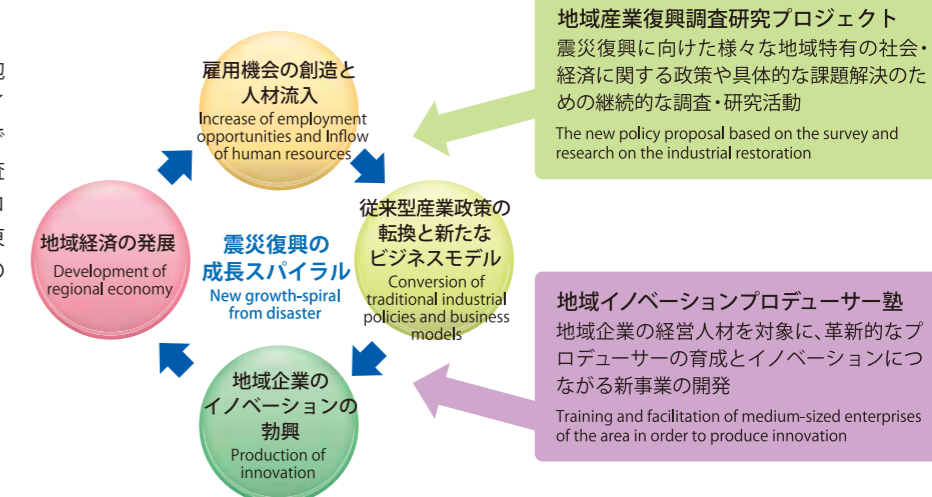 雇用機会の創造と
人材流入
Increase of employment
opportunities and Inflow
of human resources
従来型産業政策の
転換と新たな
ビジネスモデル
Conversion of
traditional industrial
policies and business
models
地域企業の
イノベーションの
勃興
Production of
innovation
地域経済の発展
Development of
regional economy
震災復興の
成長スパイラル
New growth-spiral
from disaster
地域産業復興調査研究プロジェクト
震災復興に向けた様々な地域特有の社会・
経済に関する政策や具体的な課題解決のた
めの継続的な調査・研究活動
The new policy proposal based on the survey and
research on the industrial restoration
地域イノベーションプロデューサー塾
地域企業の経営人材を対象に、革新的なプ
ロデューサーの育成とイノベーションにつ
ながる新事業の開発
Training and facilitation of medium-sized enterprises
of the area in order to produce innovation